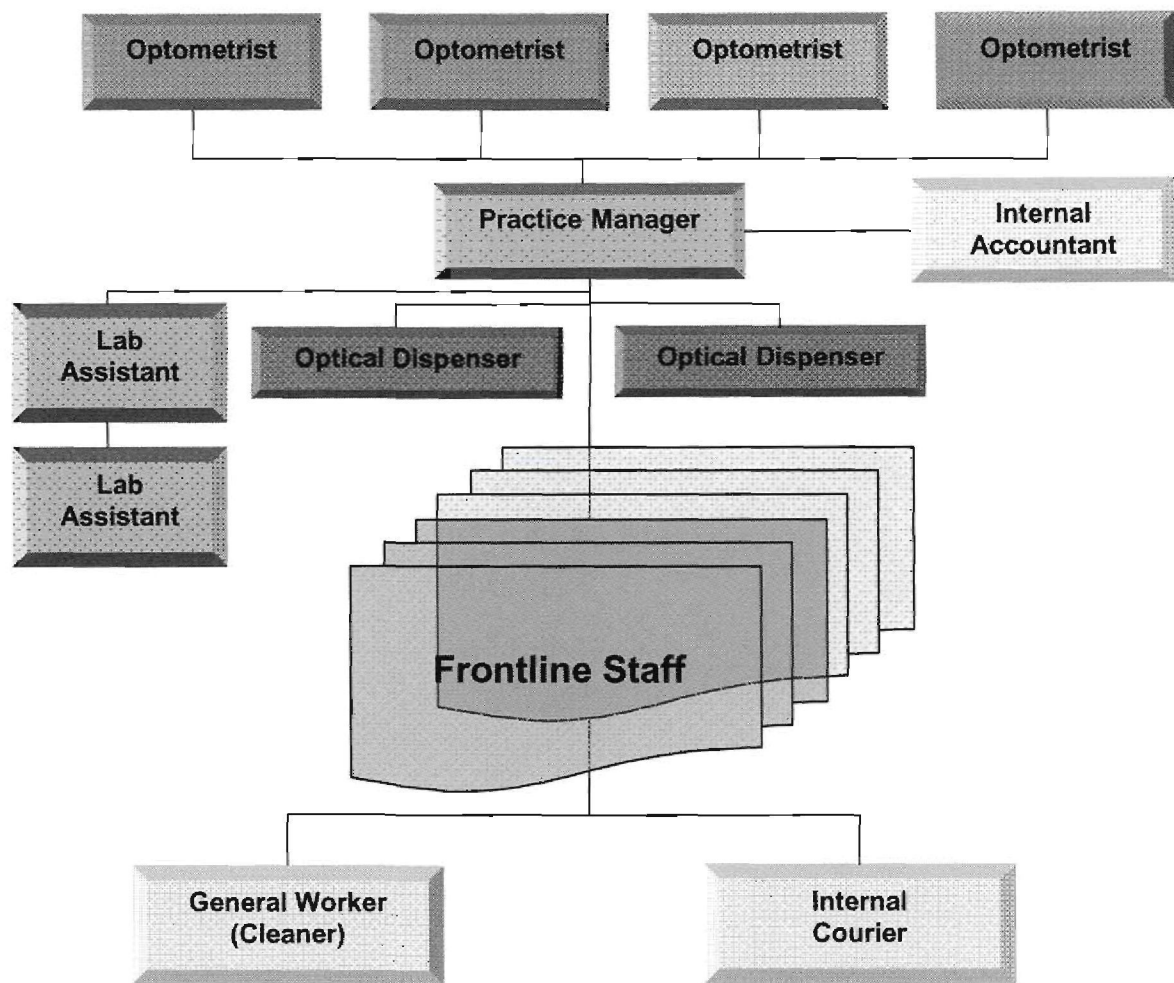 Optometrist
Optometrist
Optometrist
Optometrist
Practice Manager
Internal
Accountant
Lab
Assistant
Optical Dispenser
Optical Dispenser
Lab
Assistant
Frontline Staff
General Worker
(Cleaner)
Internal
Courier